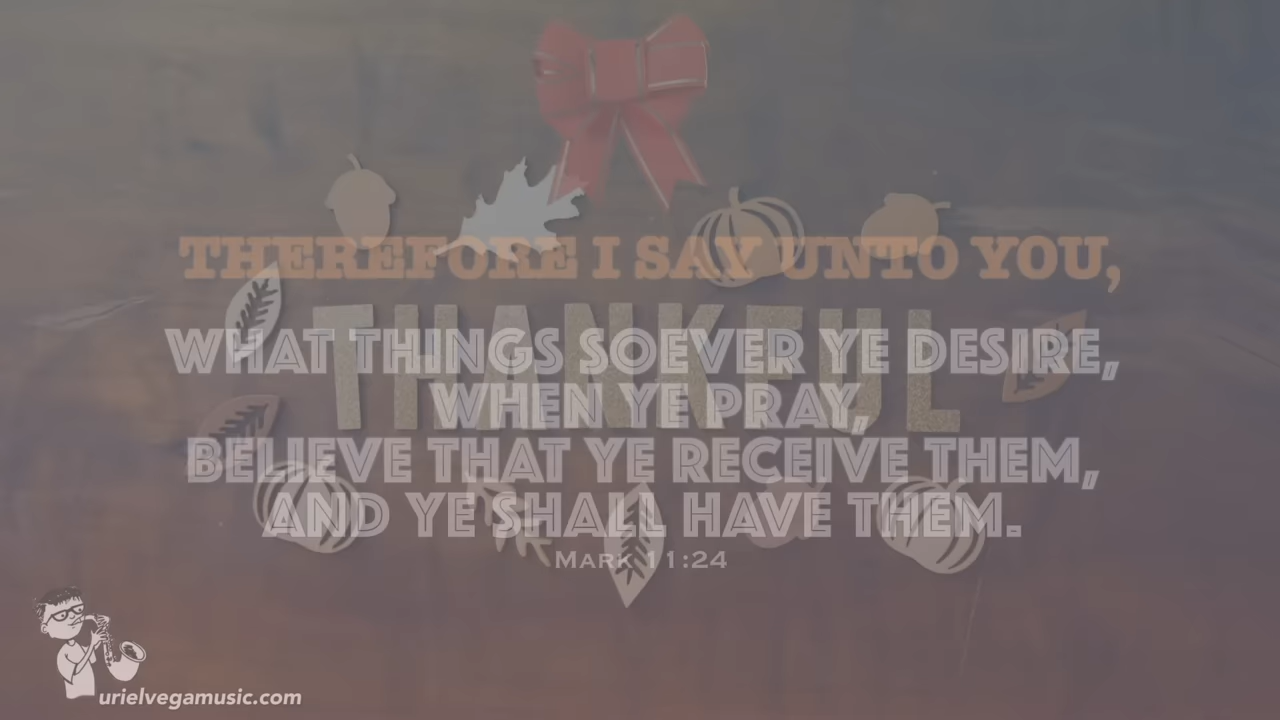 THEREFORE I SAY UNTO YOU,
THANKFUL
WHAT THINGS SOEVER YE DESIRE,
WHEN YE PRAY,
BELIEVE THAT YE RECEIVE THEM,
AND YE SHALL HAVE THEM.
MARK 11:24
urielvegamusic.com